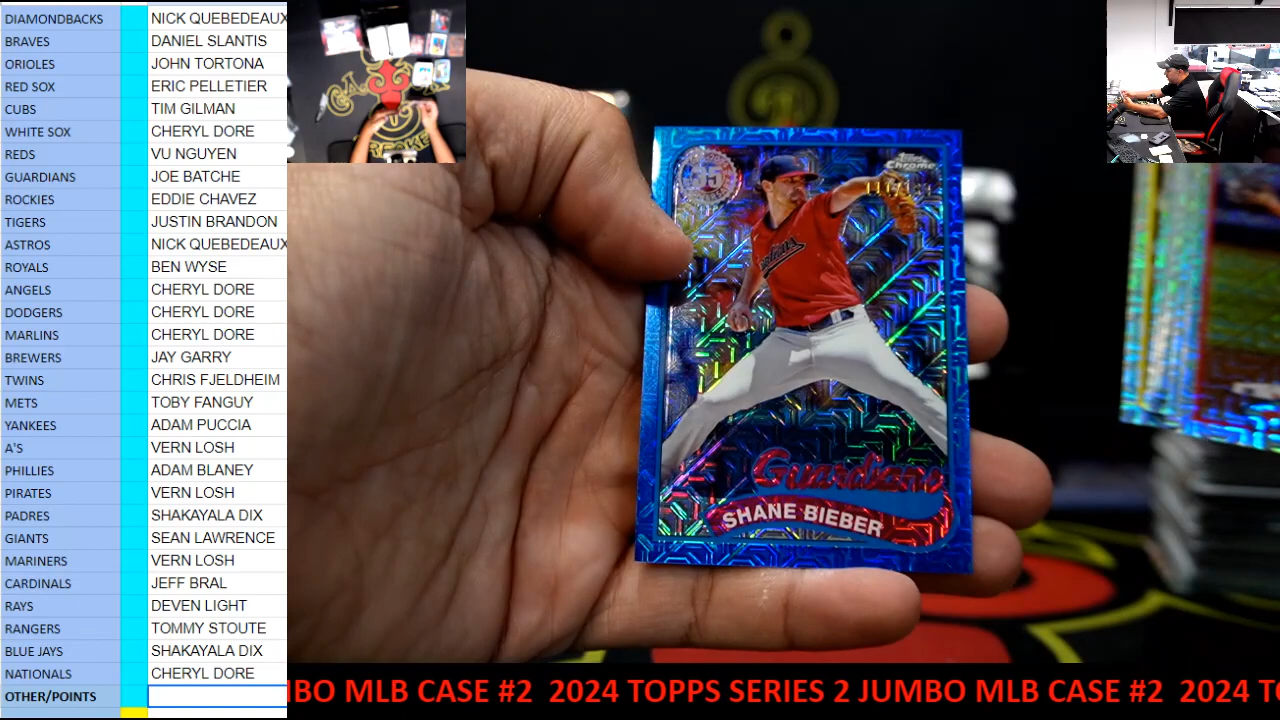 DIAMONDBACKS NICK QUEBEDEAUX
BRAVES DANIEL SLANTIS
ORIOLES JOHN TORTONA
RED SOX ERIC PELLETIER
CUBS TIM GILMAN
WHITE SOX CHERYL DORE
REDS VU NGUYEN
GUARDIANS JOE BATCHE
ROCKIES EDDIE CHAVEZ
TIGERS JUSTIN BRANDON
ASTROS NICK QUEBEDEAUX
ROYALS BEN WYSE
ANGELS CHERYL DORE
DODGERS CHERYL DORE
MARLINS CHERYL DORE
BREWERS JAY GARRY
TWINS CHRIS FJELDHEIM
METS TOBY FANGUY
YANKEES ADAM PUCCIA
A'S VERN LOSH
PHILLIES ADAM BLANEY
PIRATES VERN LOSH
PADRES SHAKAYALA DIX
GIANTS SEAN LAWRENCE
MARINERS VERN LOSH
CARDINALS JEFF BRAL
RAYS DEVEN LIGHT
RANGERS TOMMY STOUTE
BLUE JAYS SHAKAYALA DIX
NATIONALS CHERYL DORE
OTHER/POINTS
Topps
Chrome
35
Guardians
SHANE BIEBER
MBO MLB CASE #2 2024 TOPPS SERIES 2 JUMBO MLB CASE #2 2024 TO